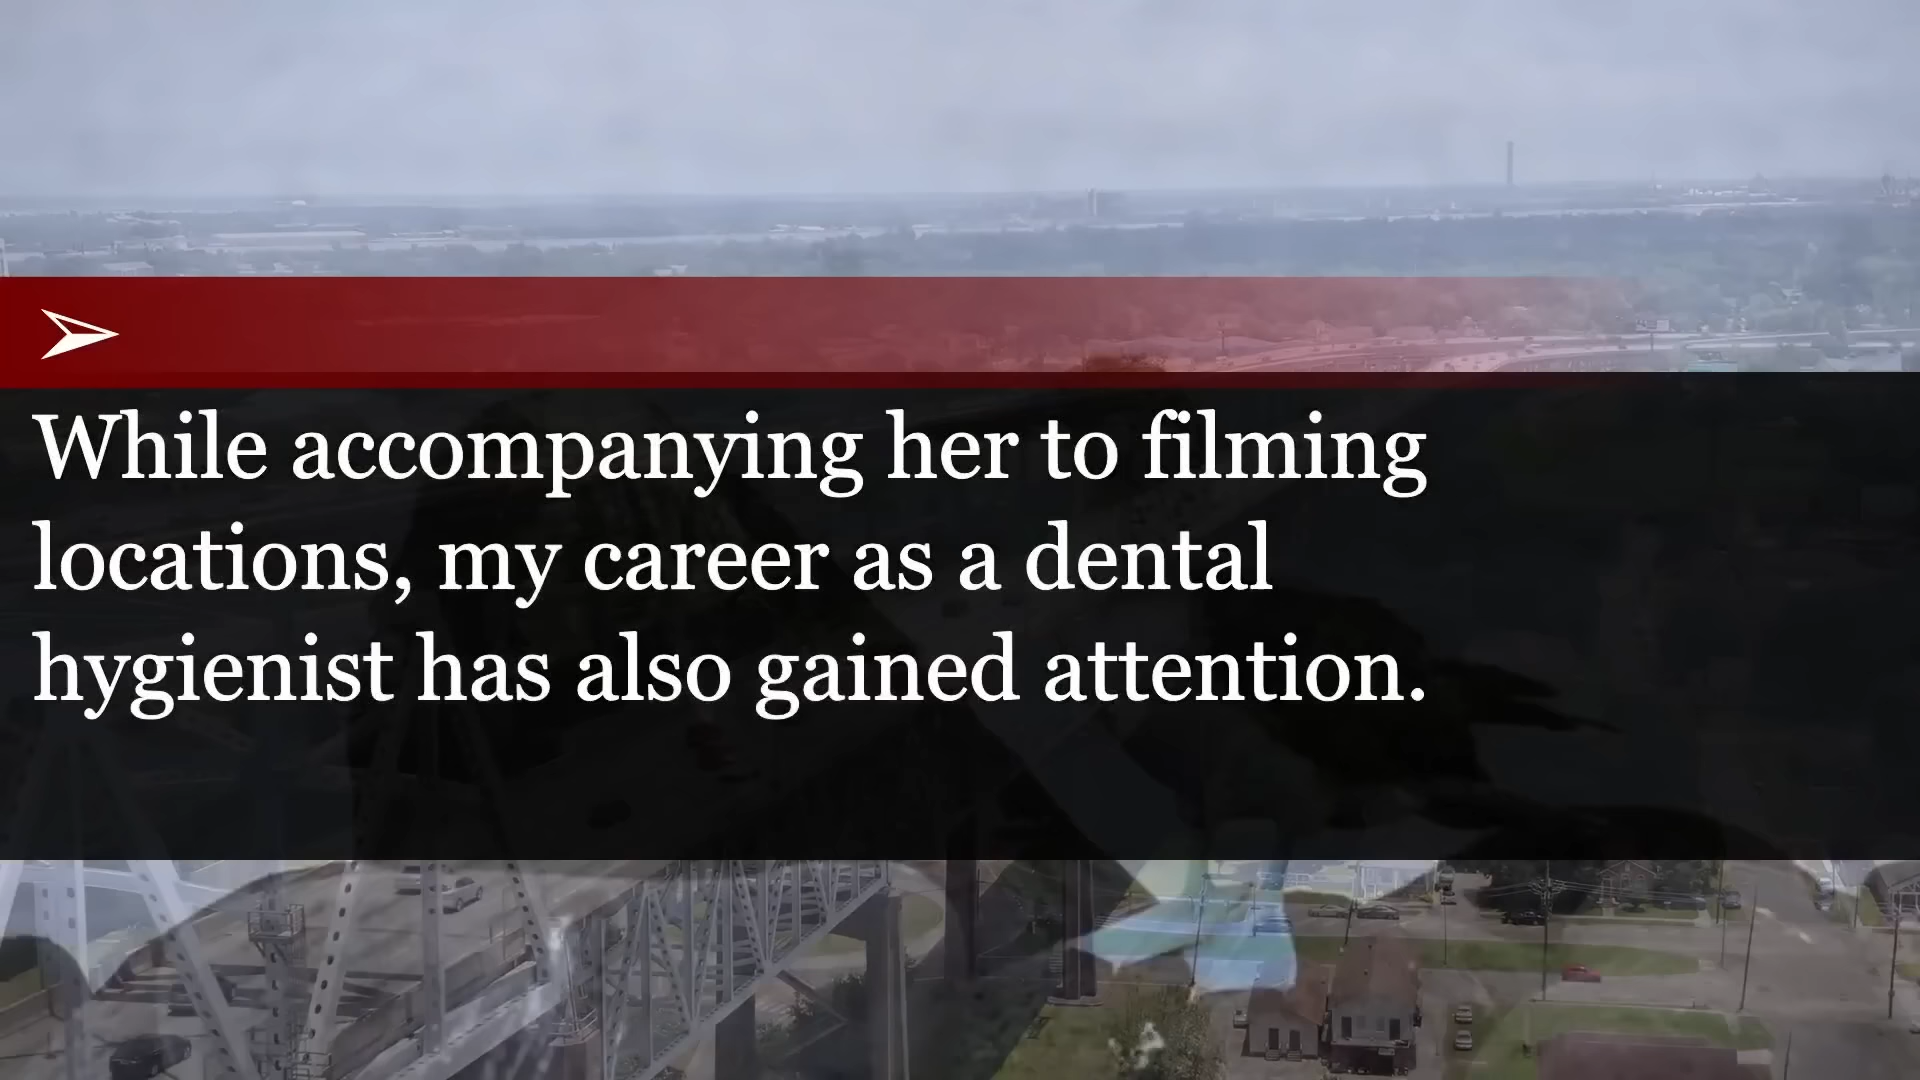 While accompanying her to filming
locations, my career as a dental
hygienist has also gained attention.